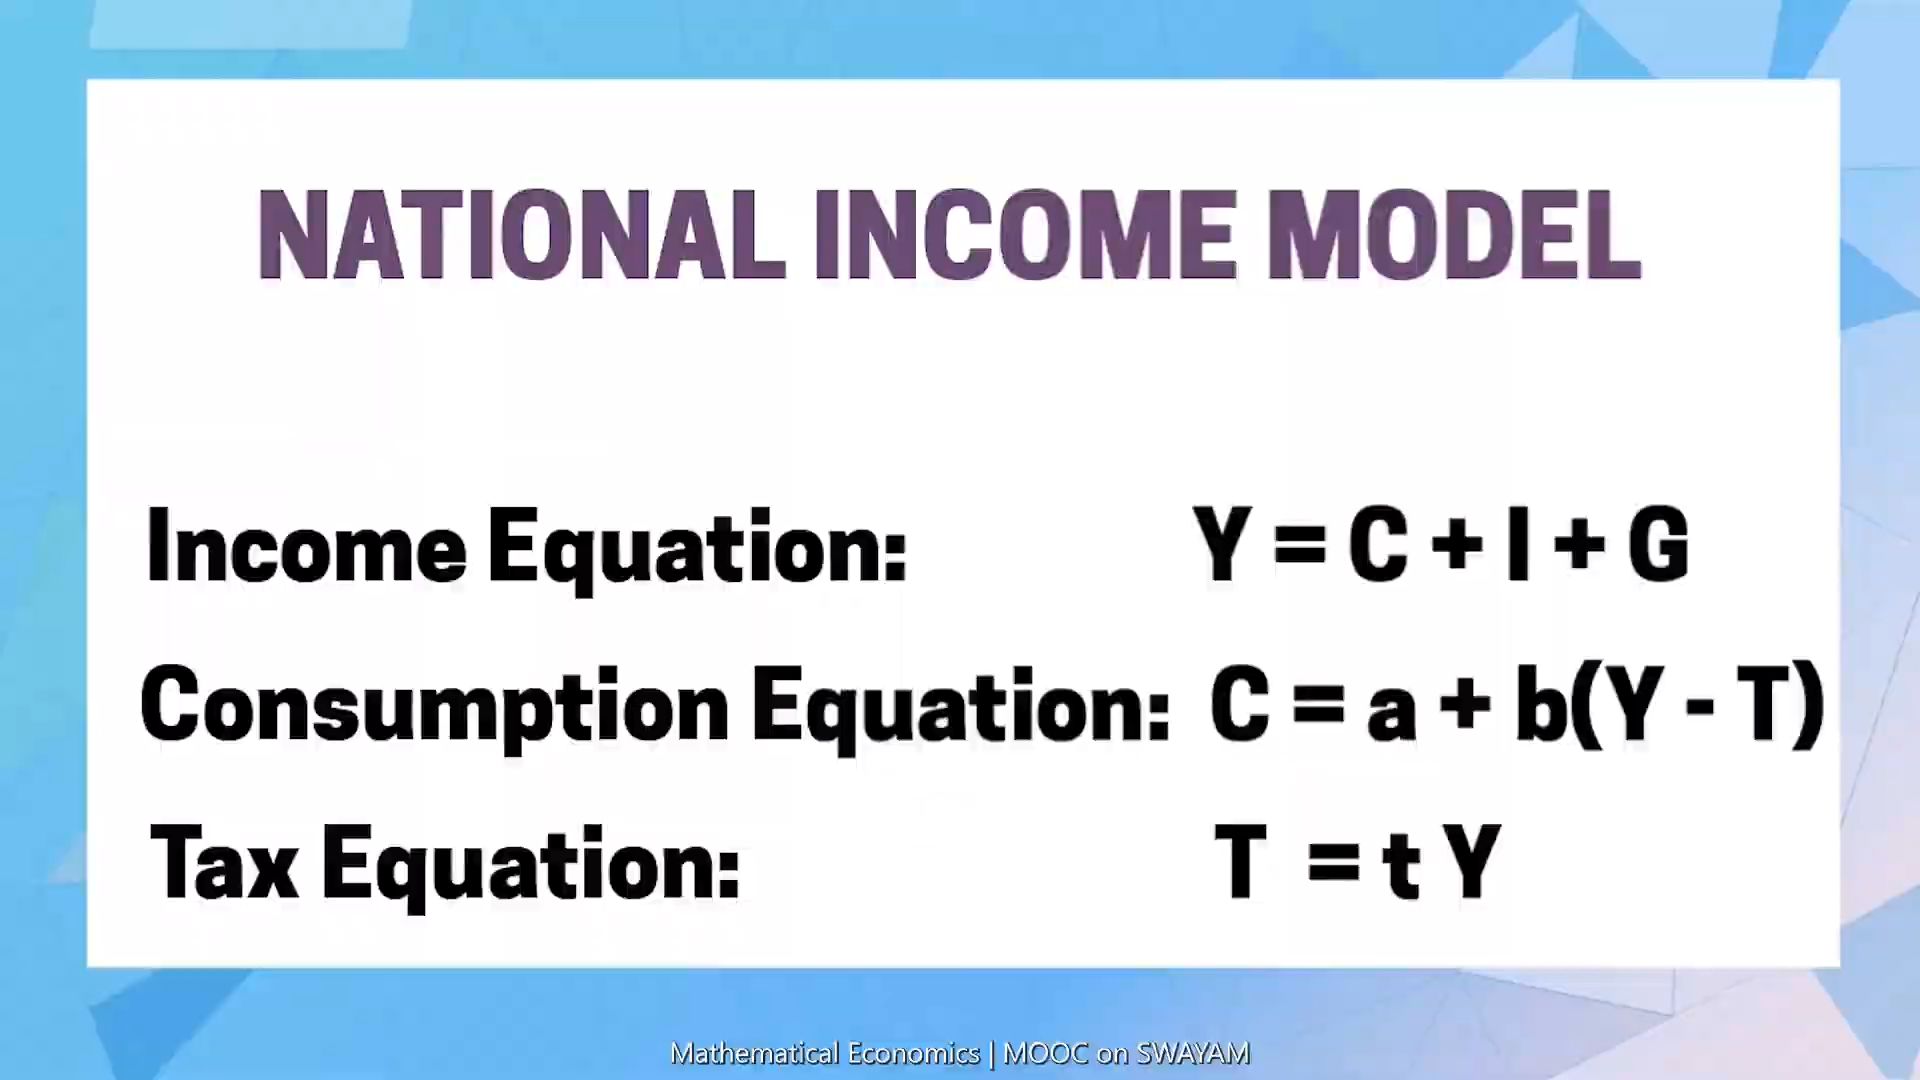 NATIONAL INCOME MODEL
Income Equation: Y = C + I + G
Consumption Equation: C = a + b(Y - T)
Tax Equation: T = t Y
Mathematical Economics | MOOC on SWAYAM